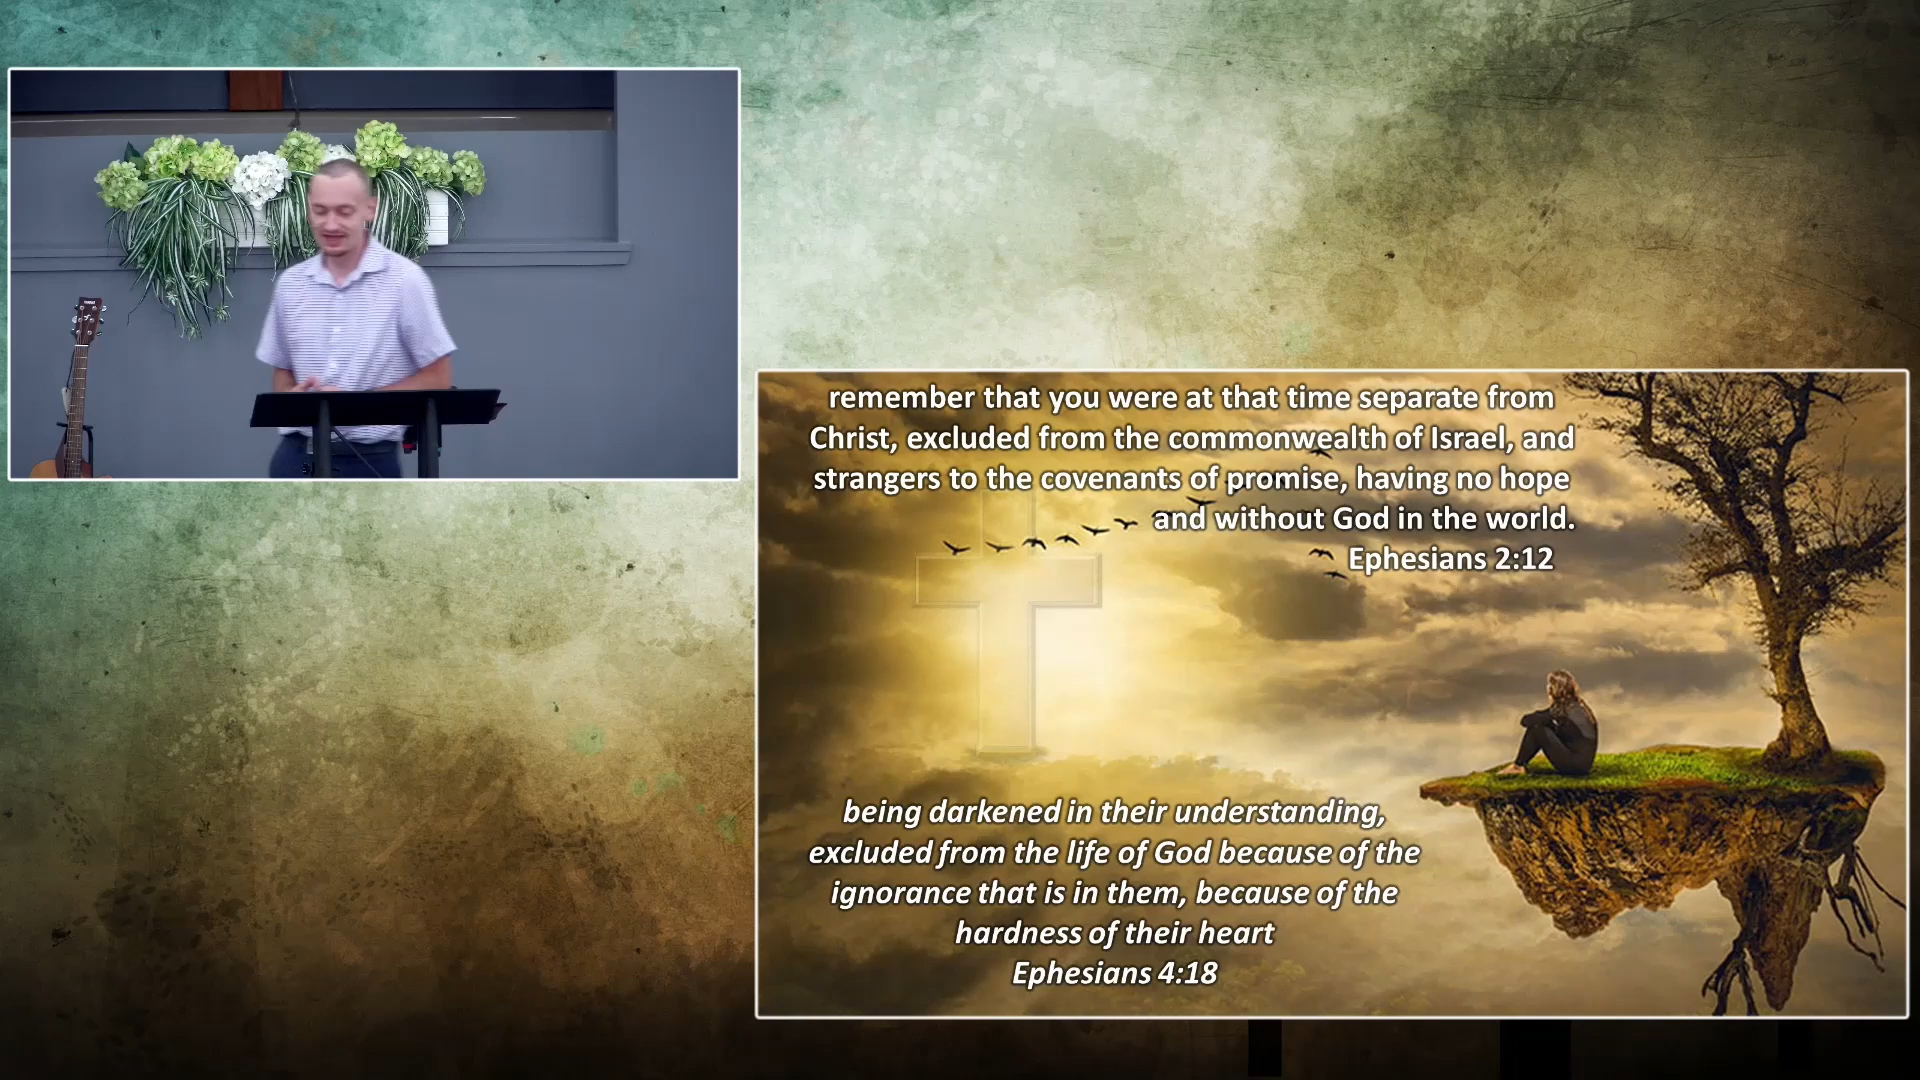 remember that you were at that time separate from
Christ, excluded from the commonwealth of Israel, and
strangers to the covenants of promise, having no hope
and without God in the world.
Ephesians 2:12
being darkened in their understanding,
excluded from the life of God because of the
ignorance that is in them, because of the
hardness of their heart
Ephesians 4:18